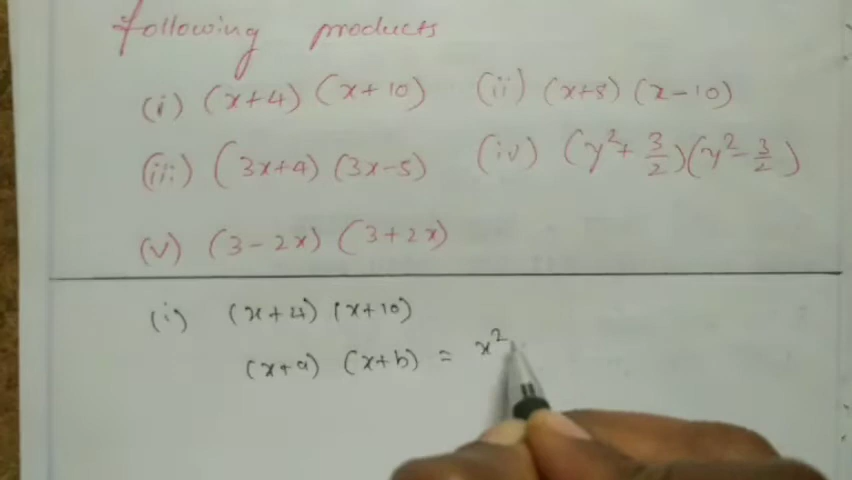 following products
(i) (x+4) (x+10) (ii) (x+8) (x-10)
(iii) (3x+4) (3x-5) (iv) (y²+ 3/2)(y²- 3/2)
(v) (3-2x) (3+2x)
(i) (x+4) (x+10)
(x+a) (x+b) = x²